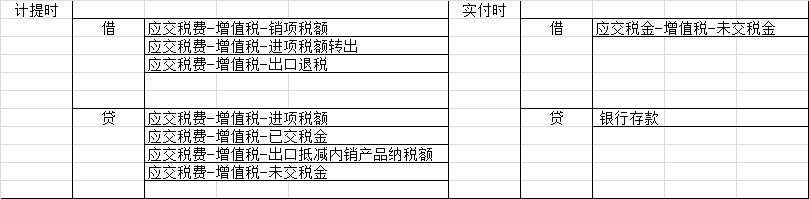 计提时
实付时
借
应交税费-增值税-销项税额
借
应交税金-增值税-未交税金
应交税费-增值税-进项税额转出
应交税费-增值税-出口退税
贷
应交税费-增值税-进项税额
贷
银行存款
应交税费-增值税-已交税金
应交税费-增值税-出口抵减内销产品纳税额
应交税费-增值税-未交税金